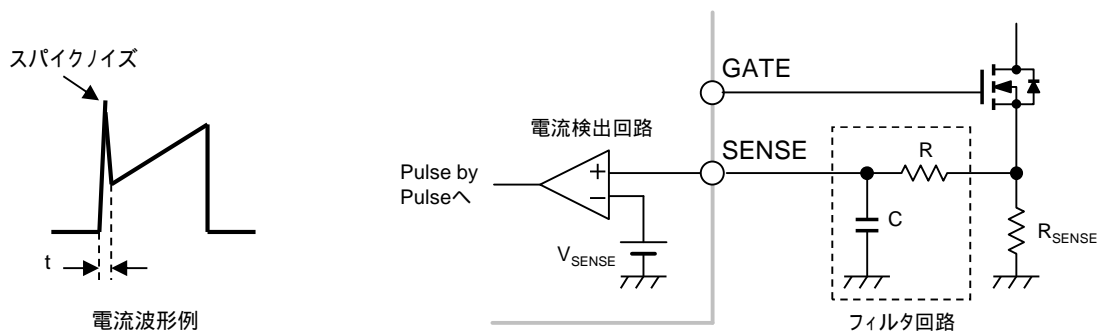 スパイクノイズ
t
電流波形例
GATE
電流検出回路
SENSE
R
Pulse by
Pulseへ
+
−
C
V_SENSE
R_SENSE
フィルタ回路